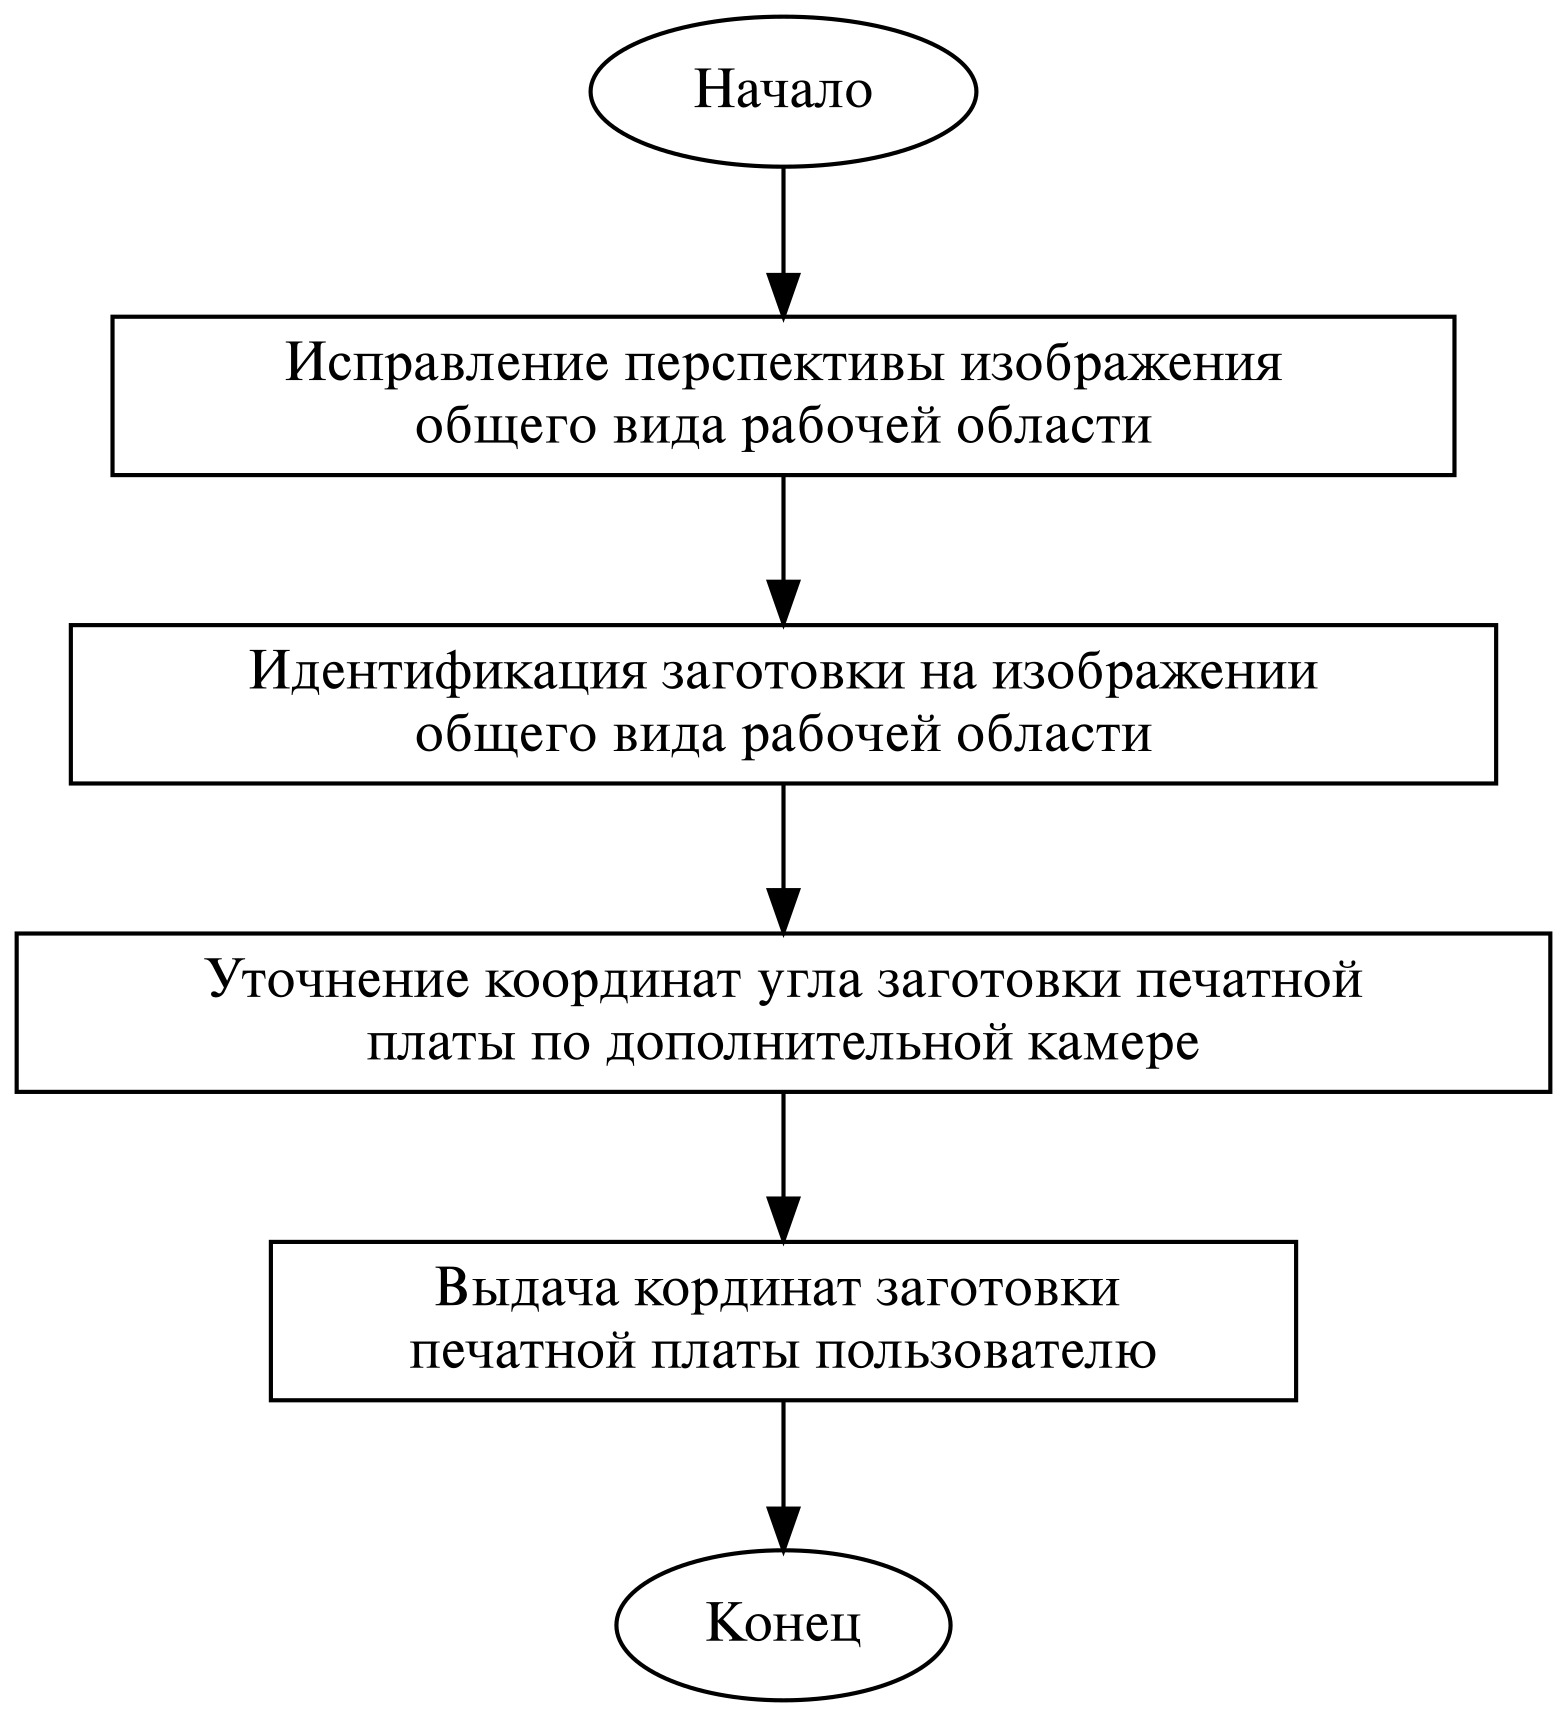 Начало
Исправление перспективы изображения
общего вида рабочей области
Идентификация заготовки на изображении
общего вида рабочей области
Уточнение координат угла заготовки печатной
платы по дополнительной камере
Выдача кординат заготовки
печатной платы пользователю
Конец